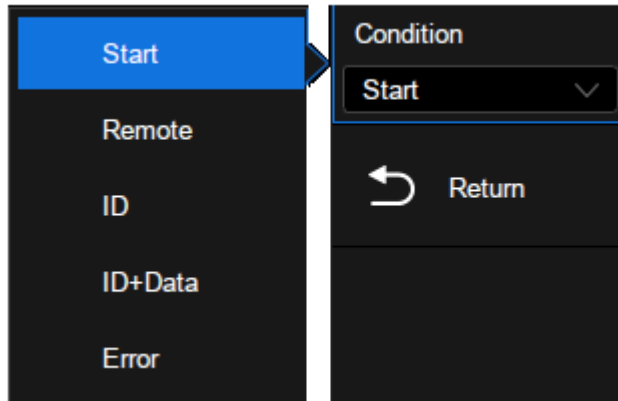 Start
Remote
ID
ID+Data
Error
Condition
Start
Return